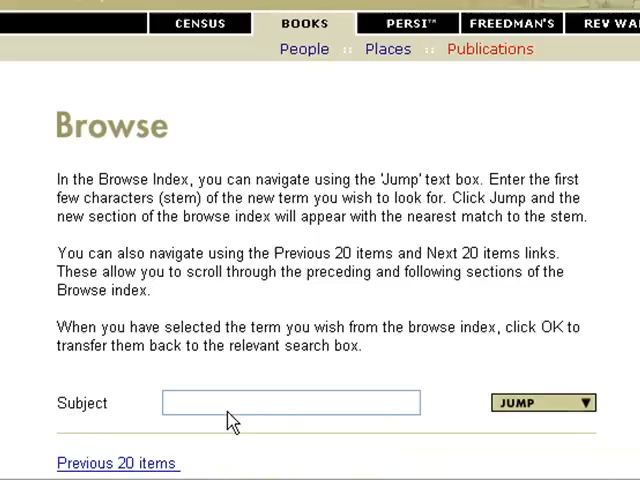 CENSUS BOOKS PERSI™ FREEDMAN'S REV WA
People :: Places :: Publications
Browse
In the Browse Index, you can navigate using the 'Jump' text box. Enter the first
few characters (stem) of the new term you wish to look for. Click Jump and the
new section of the browse index will appear with the nearest match to the stem.
You can also navigate using the Previous 20 items and Next 20 items links.
These allow you to scroll through the preceding and following sections of the
Browse index.
When you have selected the term you wish from the browse index, click OK to
transfer them back to the relevant search box.
Subject JUMP
Previous 20 items